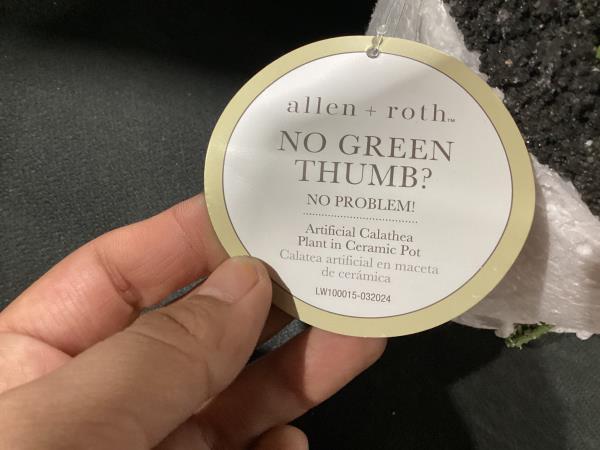 allen + roth™
NO GREEN
THUMB?
NO PROBLEM!
Artificial Calathea
Plant in Ceramic Pot
Calatea artificial en maceta
de cerámica
LW100015-032024